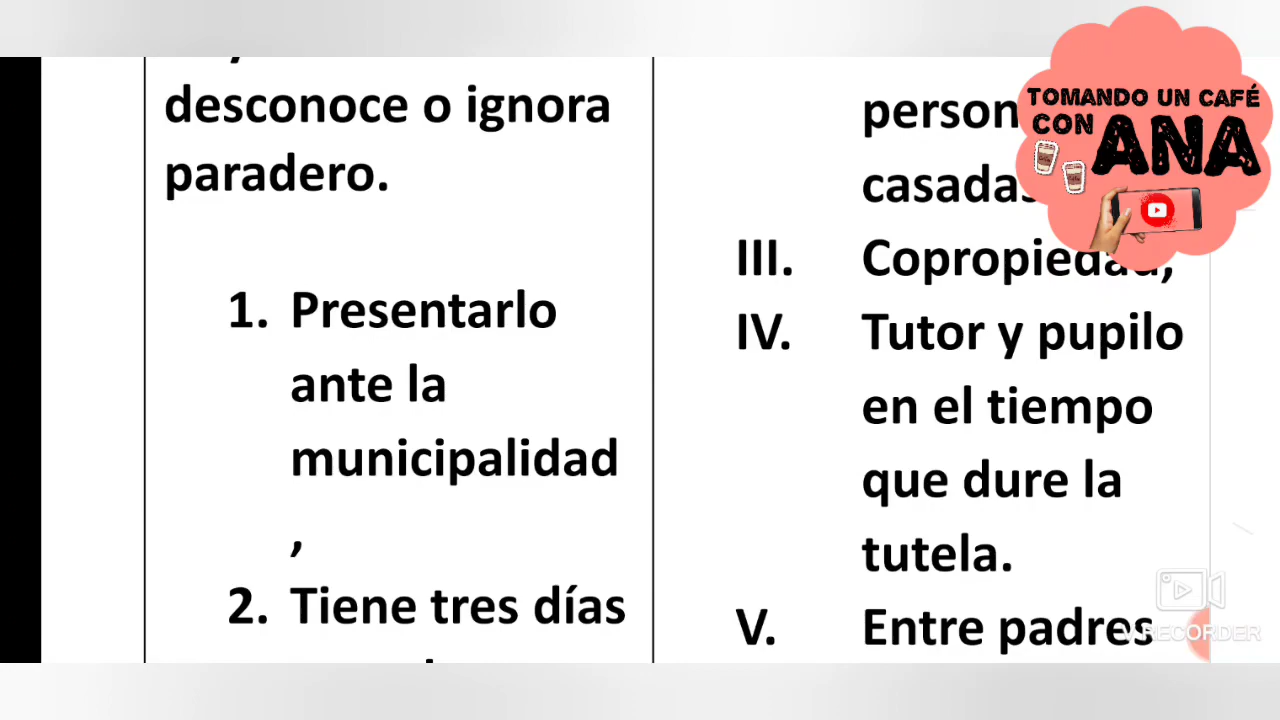 desconoce o ignora
paradero.
1. Presentarlo
ante la
municipalidad
,
2. Tiene tres días
casadas
III. Copropiedad,
IV. Tutor y pupilo
en el tiempo
que dure la
tutela.
V. Entre padres
TOMANDO UN CAFÉ
CON ANA
RECORDER